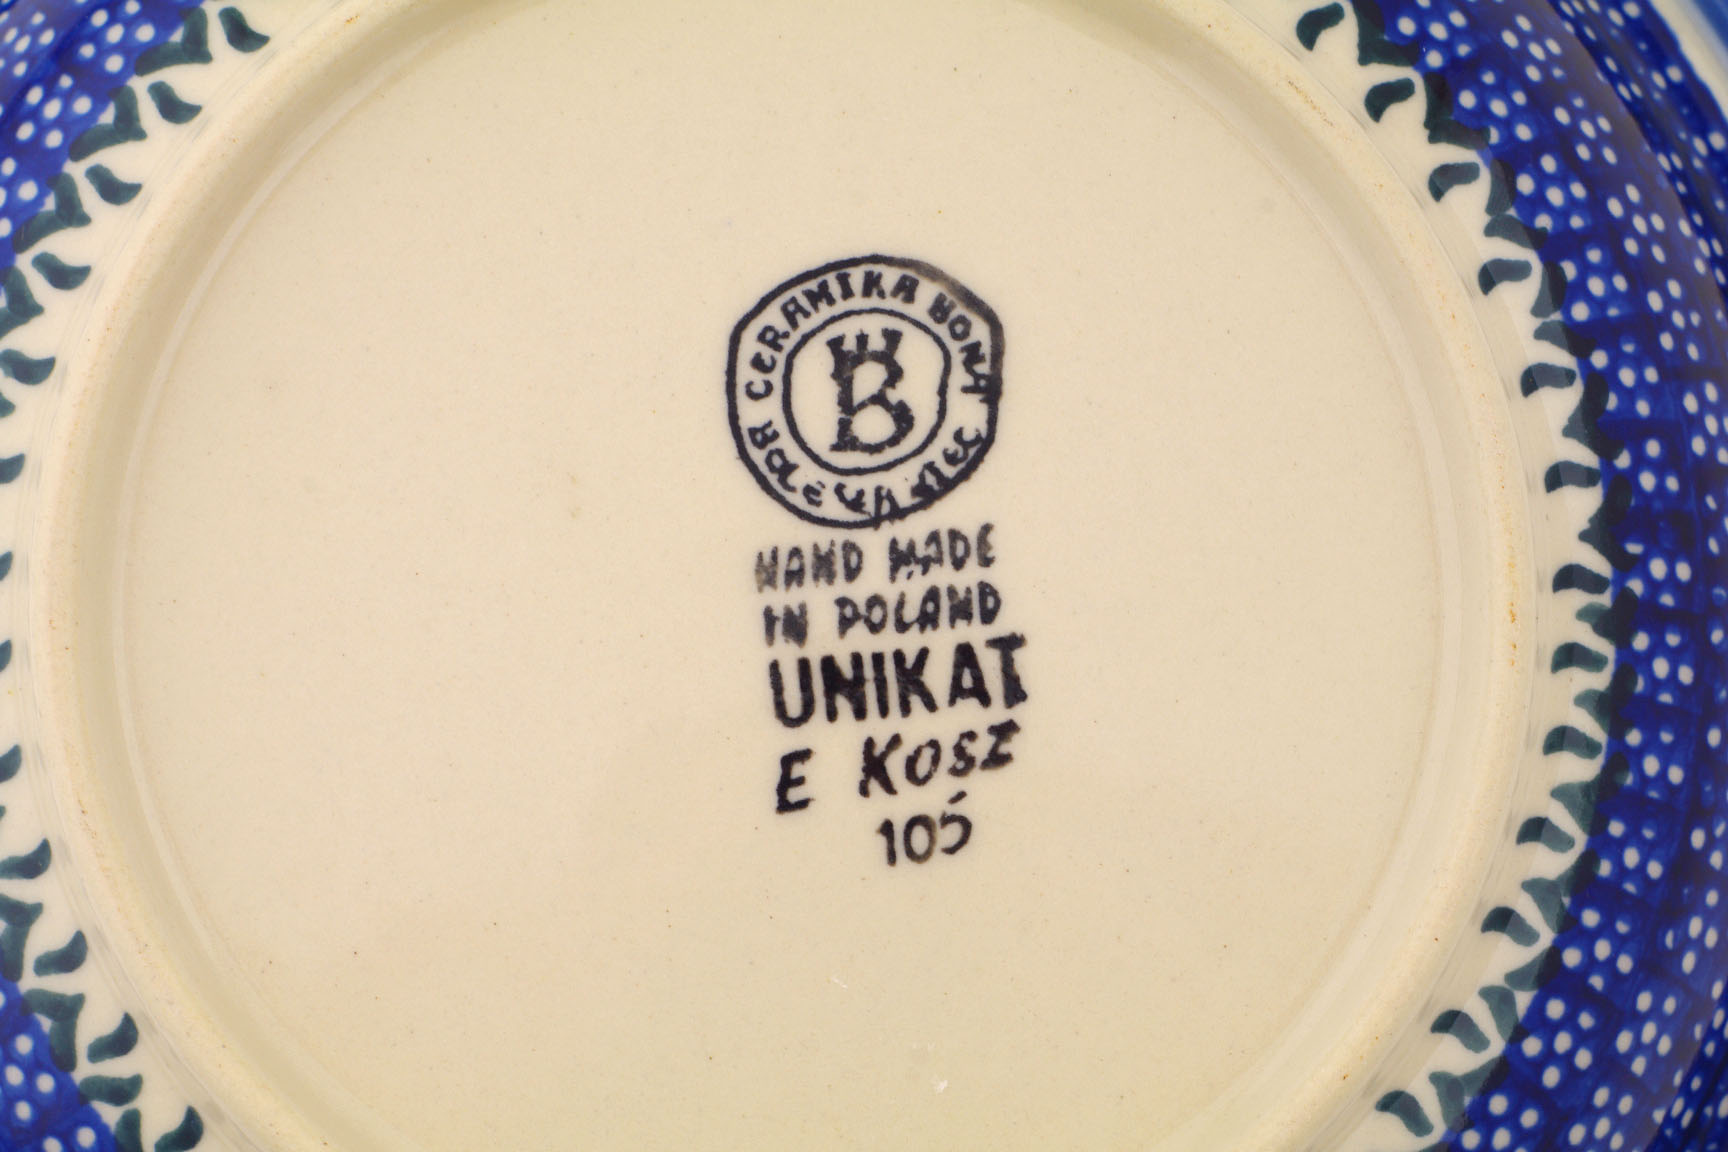 CERAMIKA BONA
B
HAND MADE
IN POLAND
UNIKAT
E KOSZ
105